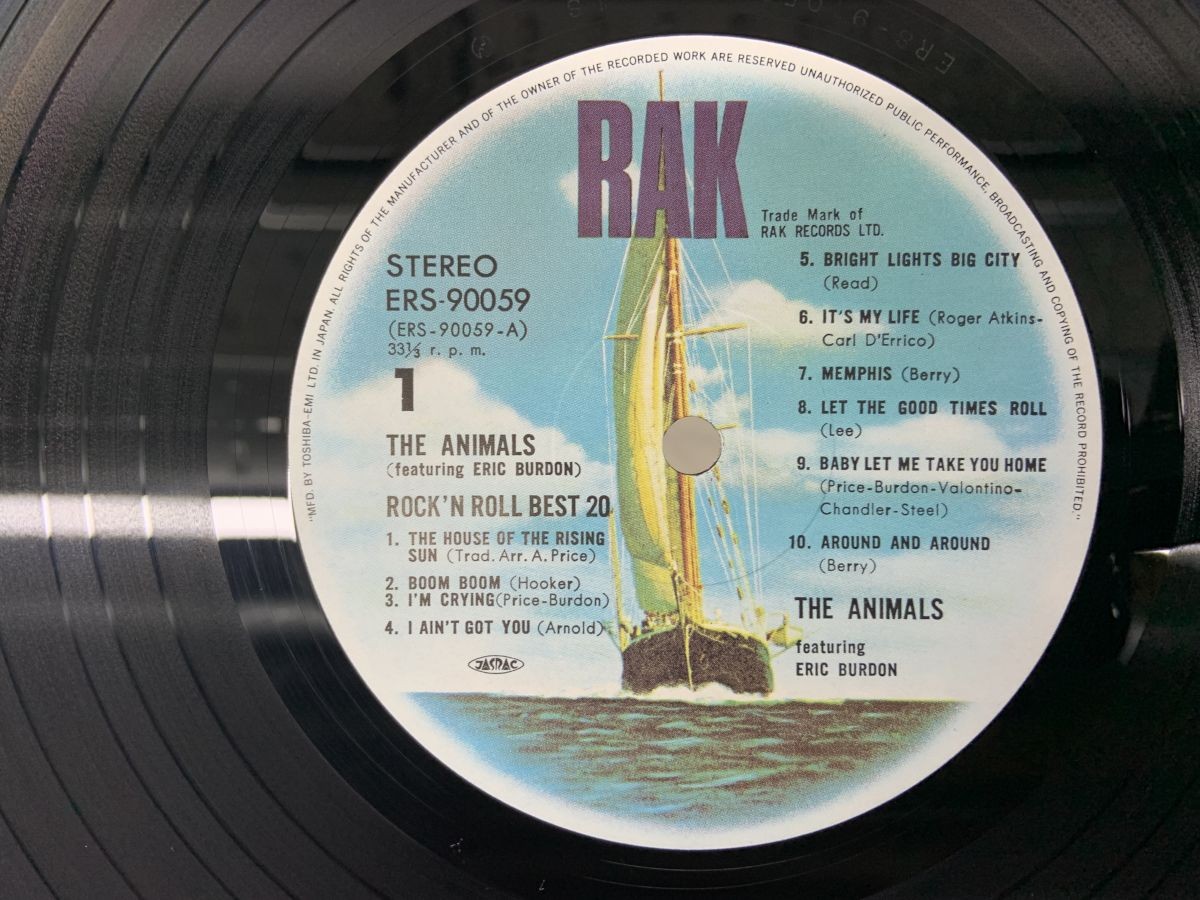 "MFD. BY TOSHIBA-EMI LTD. IN JAPAN. ALL RIGHTS OF THE MANUFACTURER AND OF THE OWNER OF THE RECORDED WORK ARE RESERVED UNAUTHORIZED PUBLIC PERFORMANCE, BROADCASTING AND COPYING OF THE RECORD PROHIBITED."
RAK
Trade Mark of
RAK RECORDS LTD.
STEREO
ERS-90059
(ERS-90059-A)
33⅓ r. p. m.
1
THE ANIMALS
(featuring ERIC BURDON)
ROCK'N ROLL BEST 20
1. THE HOUSE OF THE RISING
SUN (Trad. Arr. A. Price)
2. BOOM BOOM (Hooker)
3. I'M CRYING(Price-Burdon)
4. I AIN'T GOT YOU (Arnold)
JASRAC
5. BRIGHT LIGHTS BIG CITY
(Read)
6. IT'S MY LIFE (Roger Atkins-
Carl D'Errico)
7. MEMPHIS (Berry)
8. LET THE GOOD TIMES ROLL
(Lee)
9. BABY LET ME TAKE YOU HOME
(Price-Burdon-Valontino-
Chandler-Steel)
10. AROUND AND AROUND
(Berry)
THE ANIMALS
featuring
ERIC BURDON